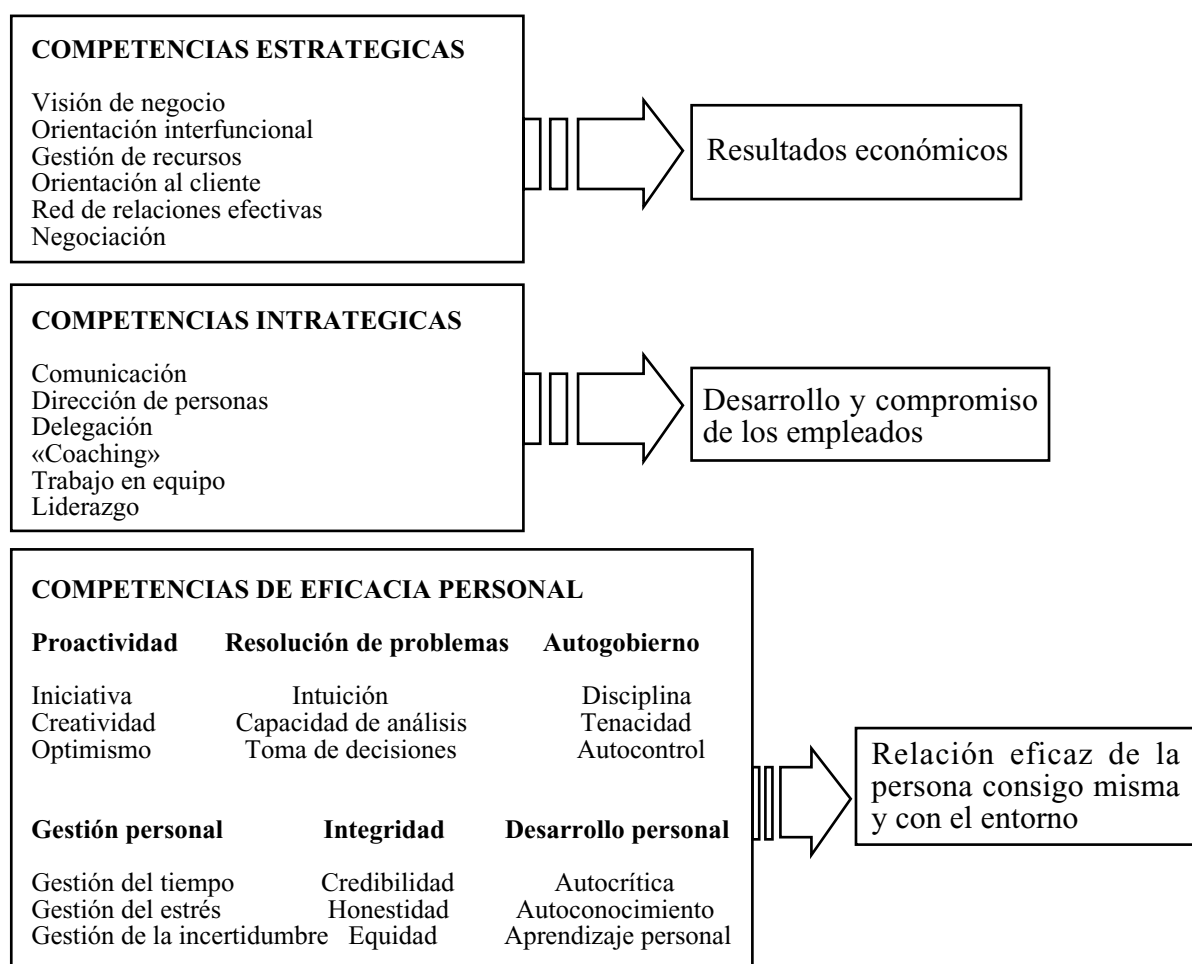 COMPETENCIAS ESTRATEGICAS
Visión de negocio
Orientación interfuncional
Gestión de recursos
Orientación al cliente
Red de relaciones efectivas
Negociación
Resultados económicos
COMPETENCIAS INTRATEGICAS
Comunicación
Dirección de personas
Delegación
«Coaching»
Trabajo en equipo
Liderazgo
Desarrollo y compromiso
de los empleados
COMPETENCIAS DE EFICACIA PERSONAL
Proactividad Resolución de problemas Autogobierno
Iniciativa Intuición Disciplina
Creatividad Capacidad de análisis Tenacidad
Optimismo Toma de decisiones Autocontrol
Gestión personal Integridad Desarrollo personal
Gestión del tiempo Credibilidad Autocrítica
Gestión del estrés Honestidad Autoconocimiento
Gestión de la incertidumbre Equidad Aprendizaje personal
Relación eficaz de la
persona consigo misma
y con el entorno